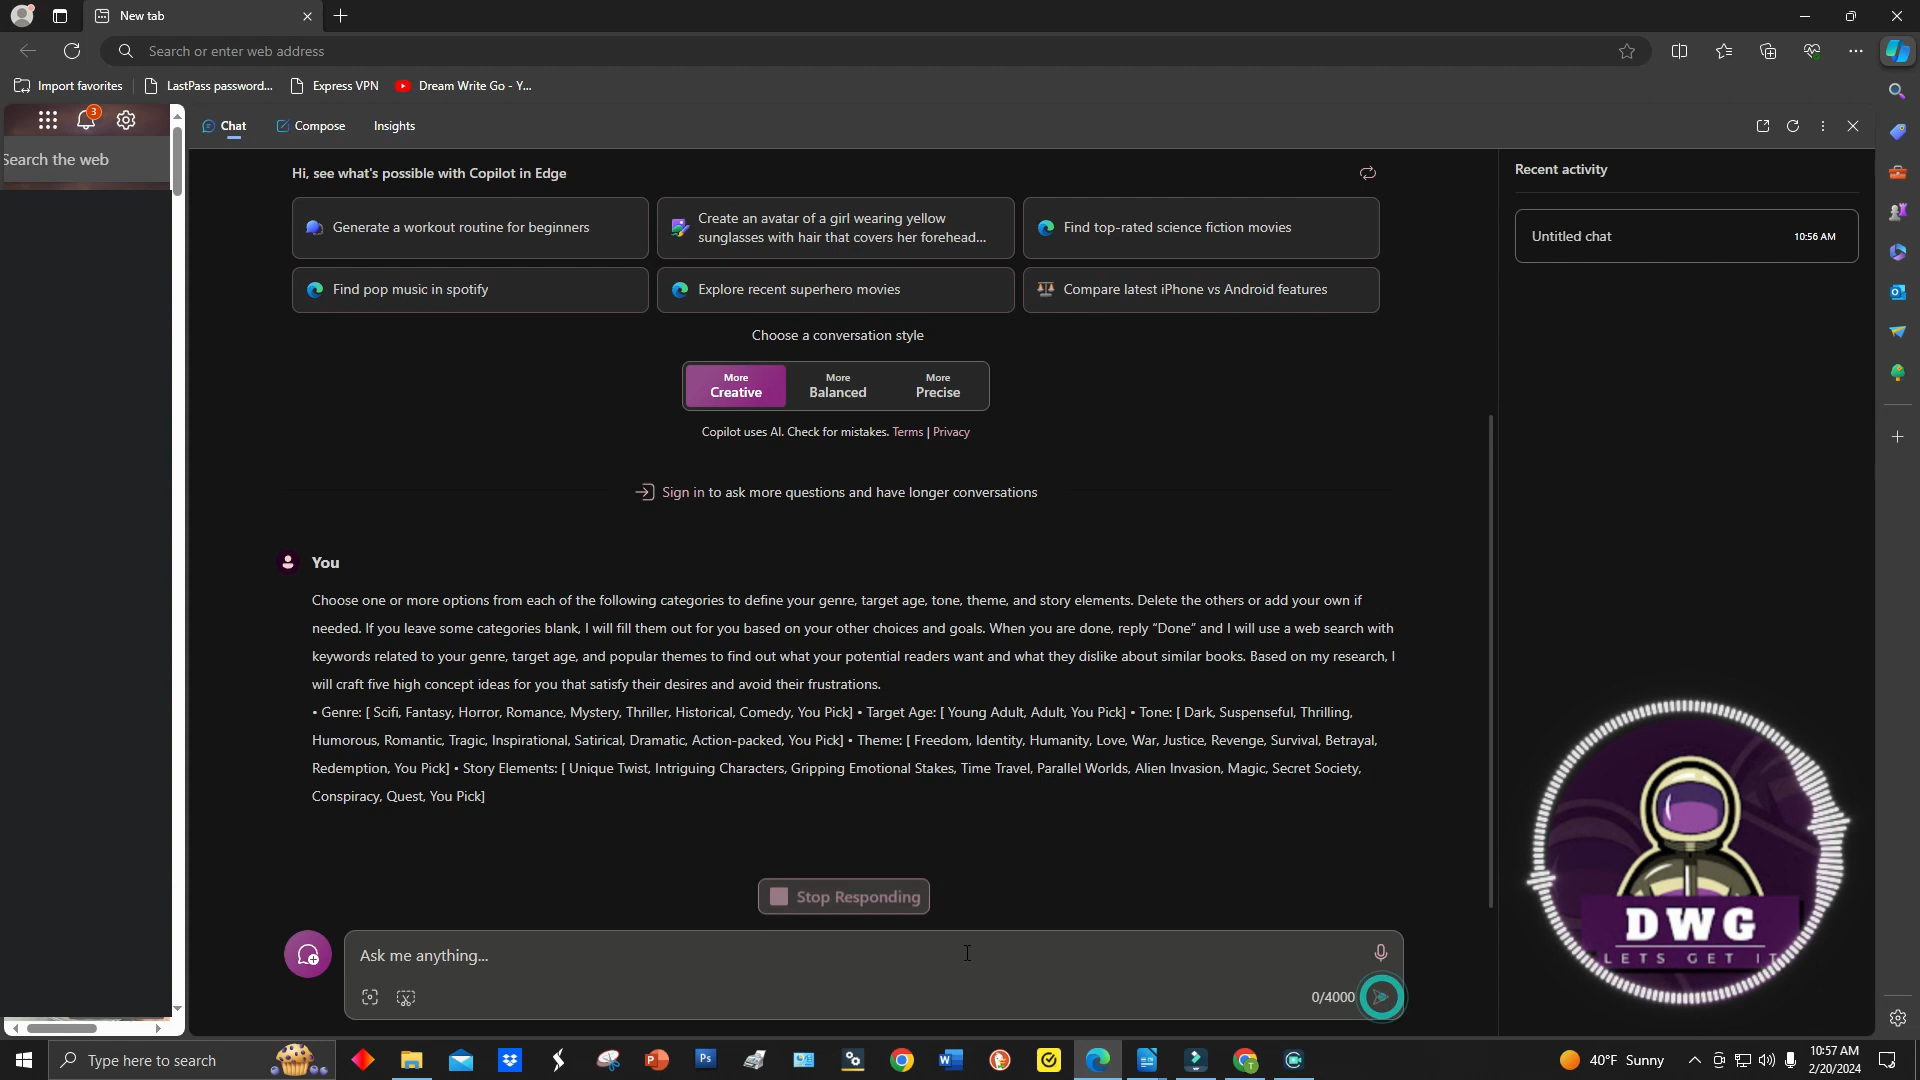 New tab
Search or enter web address
Import favorites
LastPass password...
Express VPN
Dream Write Go - Y...
3
Search the web
Chat
Compose
Insights
Hi, see what's possible with Copilot in Edge
Generate a workout routine for beginners
Create an avatar of a girl wearing yellow
sunglasses with hair that covers her forehead...
Find top-rated science fiction movies
Find pop music in spotify
Explore recent superhero movies
Compare latest iPhone vs Android features
Choose a conversation style
More
Creative
More
Balanced
More
Precise
Copilot uses AI. Check for mistakes. Terms | Privacy
Sign in to ask more questions and have longer conversations
You
Choose one or more options from each of the following categories to define your genre, target age, tone, theme, and story elements. Delete the others or add your own if
needed. If you leave some categories blank, I will fill them out for you based on your other choices and goals. When you are done, reply “Done” and I will use a web search with
keywords related to your genre, target age, and popular themes to find out what your potential readers want and what they dislike about similar books. Based on my research, I
will craft five high concept ideas for you that satisfy their desires and avoid their frustrations.
• Genre: [ Scifi, Fantasy, Horror, Romance, Mystery, Thriller, Historical, Comedy, You Pick] • Target Age: [ Young Adult, Adult, You Pick] • Tone: [ Dark, Suspenseful, Thrilling,
Humorous, Romantic, Tragic, Inspirational, Satirical, Dramatic, Action-packed, You Pick] • Theme: [ Freedom, Identity, Humanity, Love, War, Justice, Revenge, Survival, Betrayal,
Redemption, You Pick] • Story Elements: [ Unique Twist, Intriguing Characters, Gripping Emotional Stakes, Time Travel, Parallel Worlds, Alien Invasion, Magic, Secret Society,
Conspiracy, Quest, You Pick]
Stop Responding
Ask me anything...
0/4000
Recent activity
Untitled chat
10:56 AM
DWG
LETS GET IT
Type here to search
Ps
40°F Sunny
10:57 AM
2/20/2024